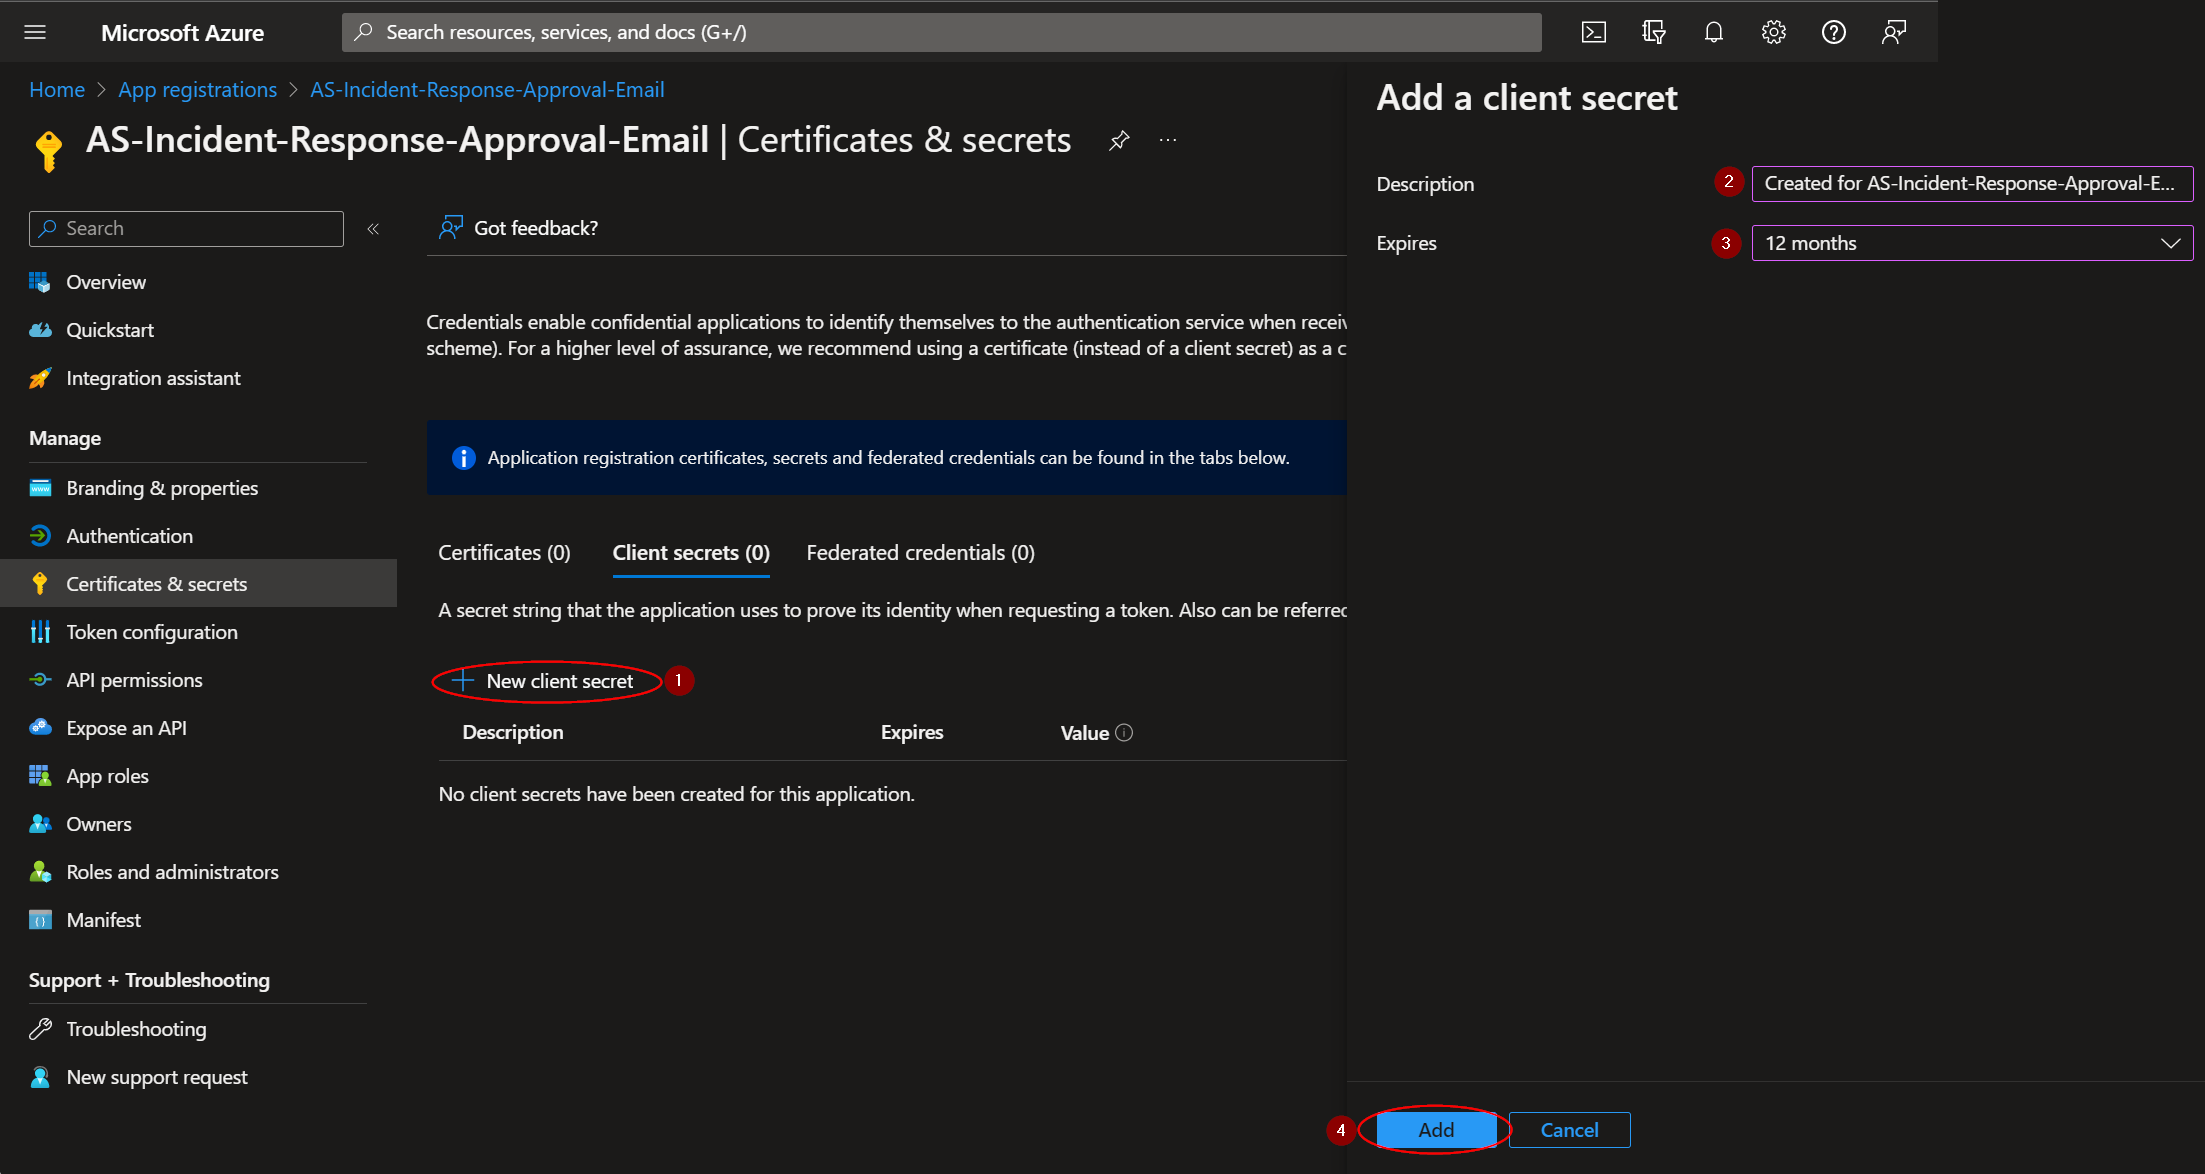 Microsoft Azure
Search resources, services, and docs (G+/)
Home > App registrations > AS-Incident-Response-Approval-Email
AS-Incident-Response-Approval-Email | Certificates & secrets
...
Search
«
Overview
Quickstart
Integration assistant
Manage
Branding & properties
Authentication
Certificates & secrets
Token configuration
API permissions
Expose an API
App roles
Owners
Roles and administrators
Manifest
Support + Troubleshooting
Troubleshooting
New support request
Got feedback?
Credentials enable confidential applications to identify themselves to the authentication service when receiv
scheme). For a higher level of assurance, we recommend using a certificate (instead of a client secret) as a c
Application registration certificates, secrets and federated credentials can be found in the tabs below.
Certificates (0) Client secrets (0) Federated credentials (0)
A secret string that the application uses to prove its identity when requesting a token. Also can be referred
New client secret 1
Description Expires Value
No client secrets have been created for this application.
Add a client secret
Description 2 Created for AS-Incident-Response-Approval-E...
Expires 3 12 months
4 Add Cancel